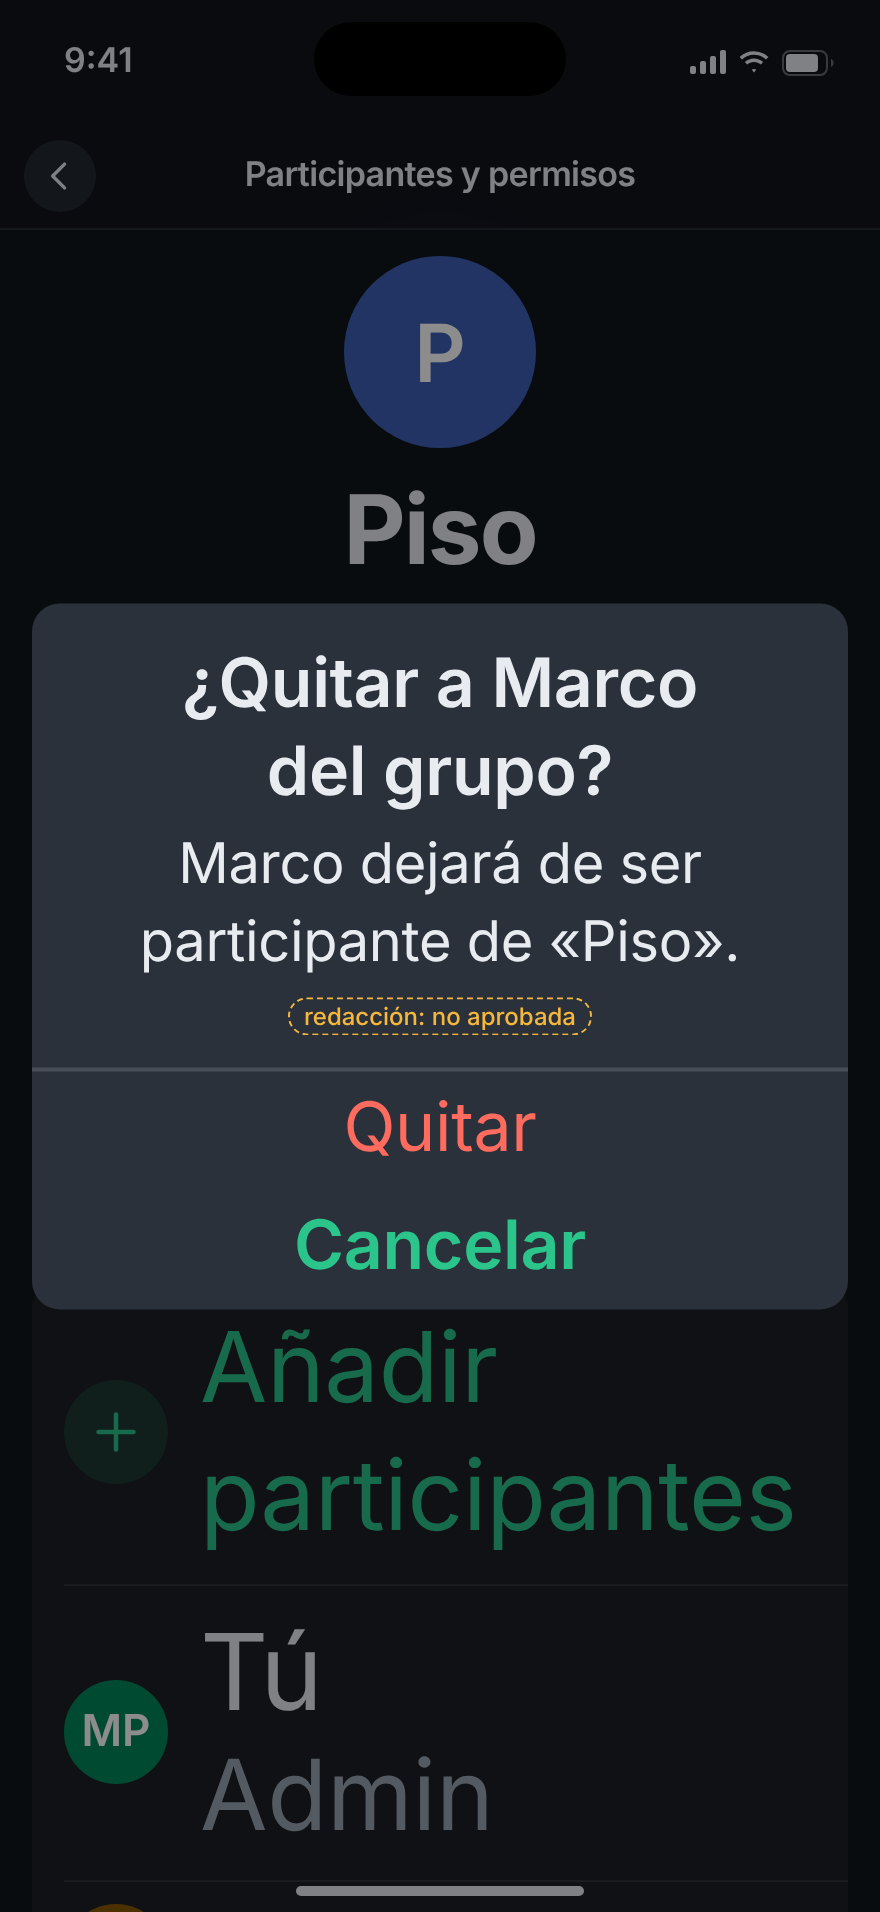 9:41
Participantes y permisos
P
Piso
¿Quitar a Marco
del grupo?
Marco dejará de ser
participante de «Piso».
redacción: no aprobada
Quitar
Cancelar
Añadir
participantes
Tú
MP
Admin